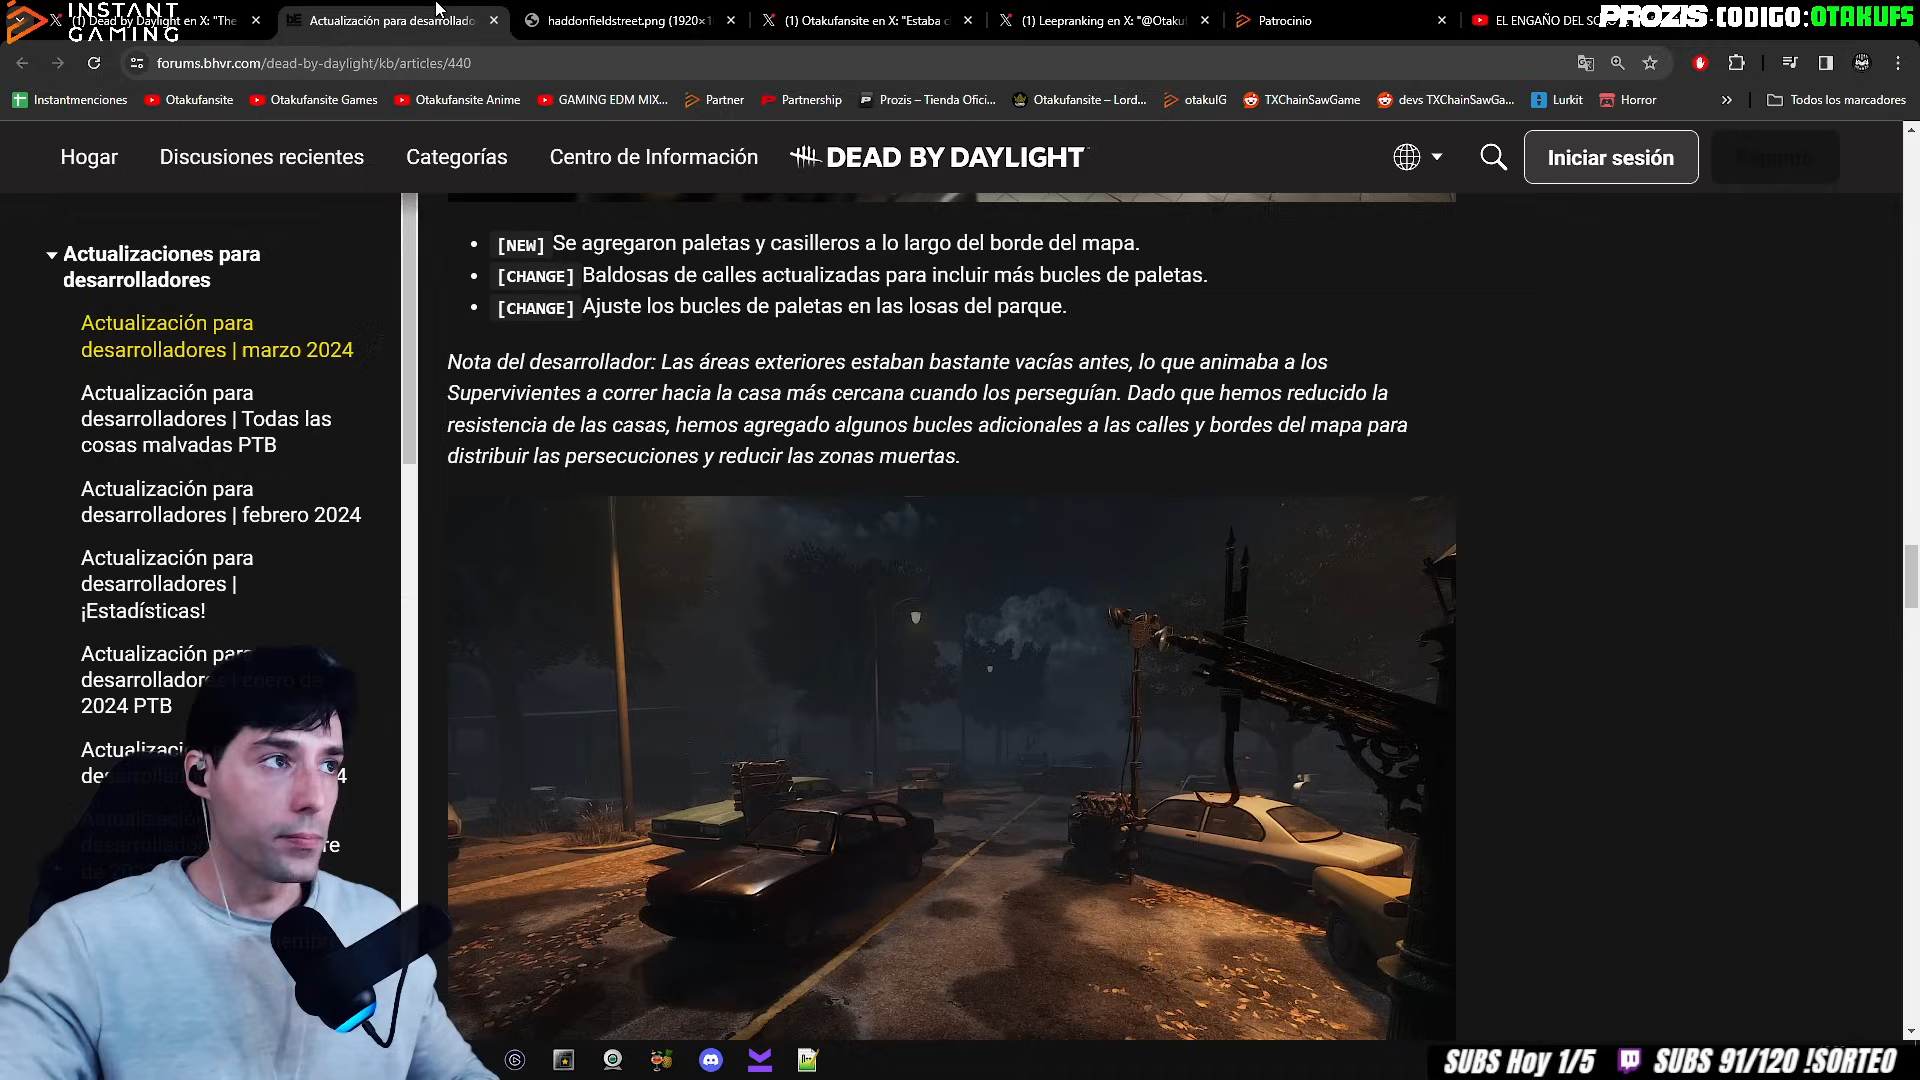 INSTANT
GAMING
(1) Dead by Daylight en X: "The
Actualización para desarrollado
haddonfieldstreet.png (1920×1
(1) Otakufansite en X: "Estaba c
(1) Leepranking en X: "@Otaku
Patrocinio
EL ENGAÑO DEL
PROZIS CODIGO:OTAKUFS
forums.bhvr.com/dead-by-daylight/kb/articles/440
Instantmenciones
Otakufansite
Otakufansite Games
Otakufansite Anime
GAMING EDM MIX...
Partner
Partnership
Prozis – Tienda Ofici...
Otakufansite – Lord...
otakuIG
TXChainSawGame
devs TXChainSawGa...
Lurkit
Horror
Todos los marcadores
Hogar
Discusiones recientes
Categorías
Centro de Información
DEAD BY DAYLIGHT
Iniciar sesión
Actualizaciones para
desarrolladores
Actualización para
desarrolladores | marzo 2024
Actualización para
desarrolladores | Todas las
cosas malvadas PTB
Actualización para
desarrolladores | febrero 2024
Actualización para
desarrolladores |
¡Estadísticas!
Actualización para
desarrolladores | enero de
2024 PTB
[NEW] Se agregaron paletas y casilleros a lo largo del borde del mapa.
[CHANGE] Baldosas de calles actualizadas para incluir más bucles de paletas.
[CHANGE] Ajuste los bucles de paletas en las losas del parque.
Nota del desarrollador: Las áreas exteriores estaban bastante vacías antes, lo que animaba a los
Supervivientes a correr hacia la casa más cercana cuando los perseguían. Dado que hemos reducido la
resistencia de las casas, hemos agregado algunos bucles adicionales a las calles y bordes del mapa para
distribuir las persecuciones y reducir las zonas muertas.
SUBS Hoy 1/5
SUBS 91/120 !SORTEO